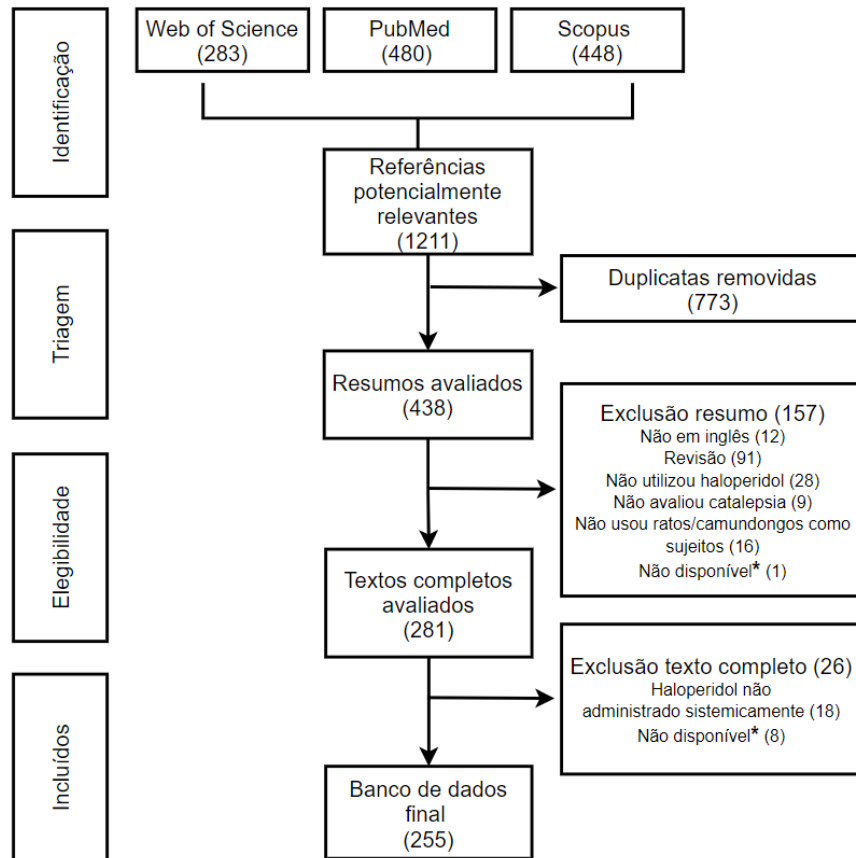 Identificação
Web of Science
(283)
PubMed
(480)
Scopus
(448)
Referências
potencialmente
relevantes
(1211)
Triagem
Duplicatas removidas
(773)
Resumos avaliados
(438)
Exclusão resumo (157)
Não em inglês (12)
Revisão (91)
Não utilizou haloperidol (28)
Não avaliou catalepsia (9)
Não usou ratos/camundongos como
sujeitos (16)
Não disponível* (1)
Elegibilidade
Textos completos
avaliados
(281)
Exclusão texto completo (26)
Haloperidol não
administrado sistemicamente (18)
Não disponível* (8)
Incluídos
Banco de dados
final
(255)